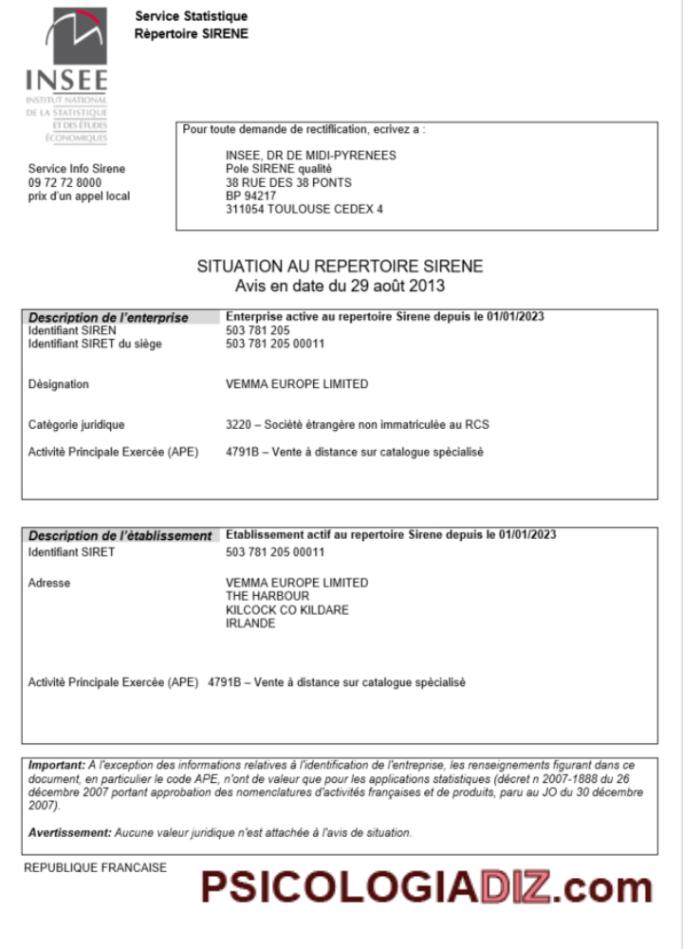 Service Statistique
Rèpertoire SIRENE
INSEE
INSTITUT NATIONAL
DE LA STATISTIQUE
ET DES ÉTUDES
ÉCONOMIQUES
Pour toute demande de rectification, ecrivez a :
INSEE, DR DE MIDI-PYRENEES
Pole SIRENE qualitè
38 RUE DES 38 PONTS
BP 94217
311054 TOULOUSE CEDEX 4
Service Info Sirene
09 72 72 8000
prix d'un appel local
SITUATION AU REPERTOIRE SIRENE
Avis en date du 29 août 2013
Description de l'enterprise Enterprise active au repertoire Sirene depuis le 01/01/2023
Identifiant SIREN 503 781 205
Identifiant SIRET du siège 503 781 205 00011
Dèsignation VEMMA EUROPE LIMITED
Catègorie juridique 3220 – Sociètè ètrangère non immatriculèe au RCS
Activitè Principale Exercèe (APE) 4791B – Vente à distance sur catalogue spècialisè
Description de l'ètablissement Etablissement actif au repertoire Sirene depuis le 01/01/2023
Identifiant SIRET 503 781 205 00011
Adresse VEMMA EUROPE LIMITED
THE HARBOUR
KILCOCK CO KILDARE
IRLANDE
Activitè Principale Exercèe (APE) 4791B – Vente à distance sur catalogue spècialisè
Important: A l'exception des informations relatives à l'identification de l'entreprise, les renseignements figurant dans ce
document, en particulier le code APE, n'ont de valeur que pour les applications statistiques (décret n 2007-1888 du 26
décembre 2007 portant approbation des nomenclatures d'activités françaises et de produits, paru au JO du 30 décembre
2007).
Avertissement: Aucune valeur juridique n'est attachée à l'avis de situation.
REPUBLIQUE FRANCAISE
PSICOLOGIADIZ.com